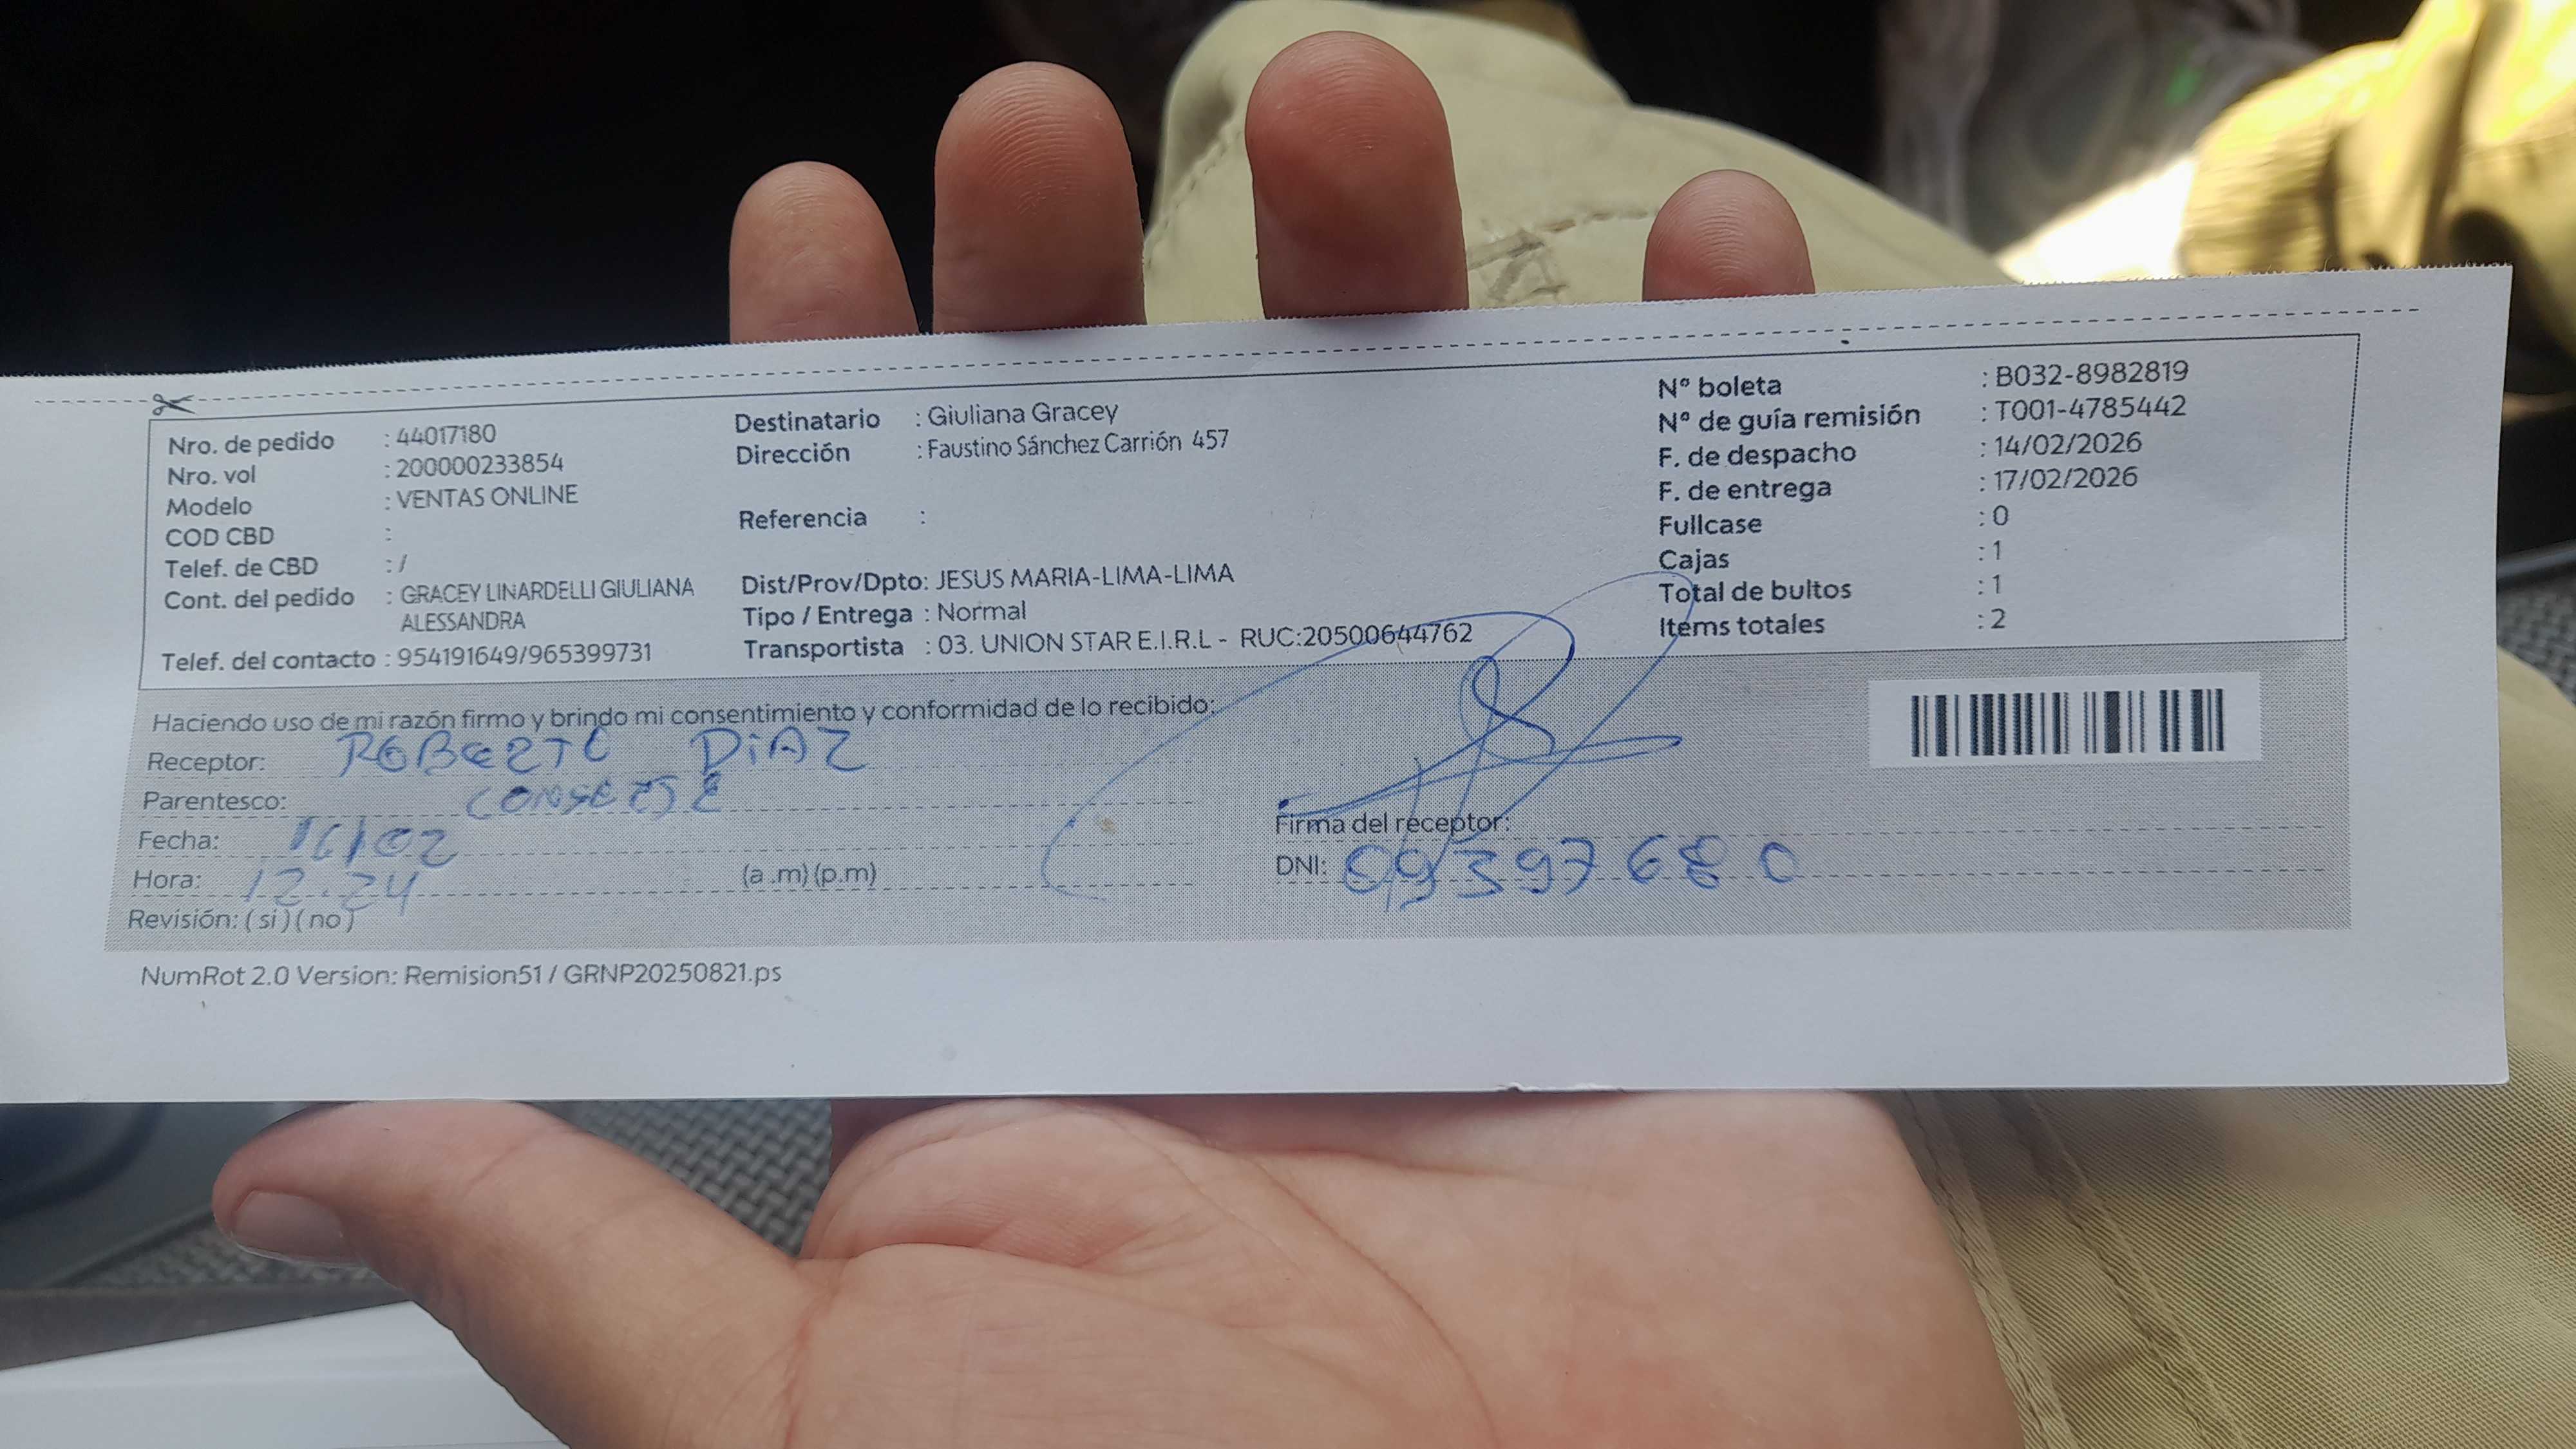 Nro. de pedido : 44017180
Nro. vol : 200000233854
Modelo : VENTAS ONLINE
COD CBD :
Telef. de CBD : /
Cont. del pedido : GRACEY LINARDELLI GIULIANA
ALESSANDRA
Telef. del contacto : 954191649/965399731
Destinatario : Giuliana Gracey
Dirección : Faustino Sánchez Carrión 457
Referencia :
Dist/Prov/Dpto: JESUS MARIA-LIMA-LIMA
Tipo / Entrega : Normal
Transportista : 03. UNION STAR E.I.R.L - RUC:20500644762
N° boleta : B032-8982819
N° de guía remisión : T001-4785442
F. de despacho : 14/02/2026
F. de entrega : 17/02/2026
Fullcase : 0
Cajas : 1
Total de bultos : 1
Items totales : 2
Haciendo uso de mi razón firmo y brindo mi consentimiento y conformidad de lo recibido:
Receptor: ROBERTO DIAZ
Parentesco: CONSERJE
Fecha: 16/02
Hora: 12.24 (a .m) (p.m)
Revisión: ( si ) ( no )
Firma del receptor:
DNI: 09397680
NumRot 2.0 Version: Remision51 / GRNP20250821.ps